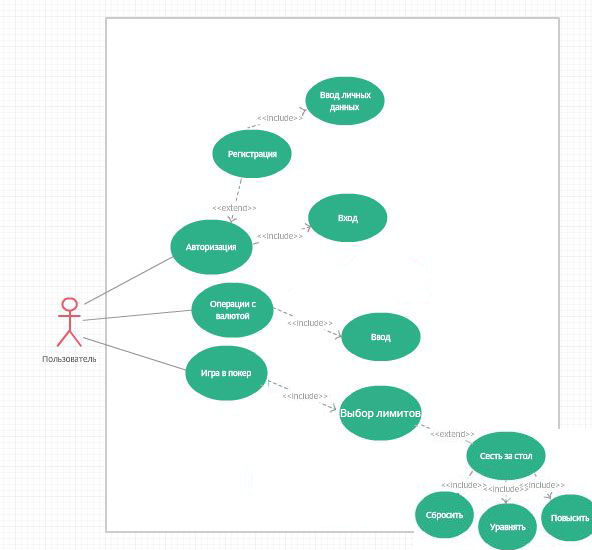 Ввод личных
данных
<<include>>
Регистрация
<<extend>>
Вход
<<include>>
Авторизация
Операции с
валютой
<<include>>
Ввод
Пользователь
Игра в покер
<<include>>
Выбор лимитов
<<extend>>
Сесть за стол
<<include>>
<<include>>
<<include>>
Сбросить
Уравнять
Повысить